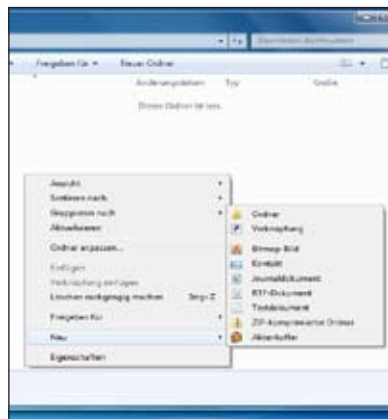 Freigeben für    Neuer Ordner
Änderungsdatum    Typ    Größe
Dieser Ordner ist leer.
Ansicht
Sortieren nach
Gruppieren nach
Aktualisieren
Ordner anpassen...
Einfügen
Verknüpfung einfügen
Löschen rückgängig machen    Strg+Z
Freigeben für
Neu
Eigenschaften
Ordner
Verknüpfung
Bitmap-Bild
Kontakt
Journaldokument
RTF-Dokument
Textdokument
ZIP-komprimierter Ordner
Aktenkoffer